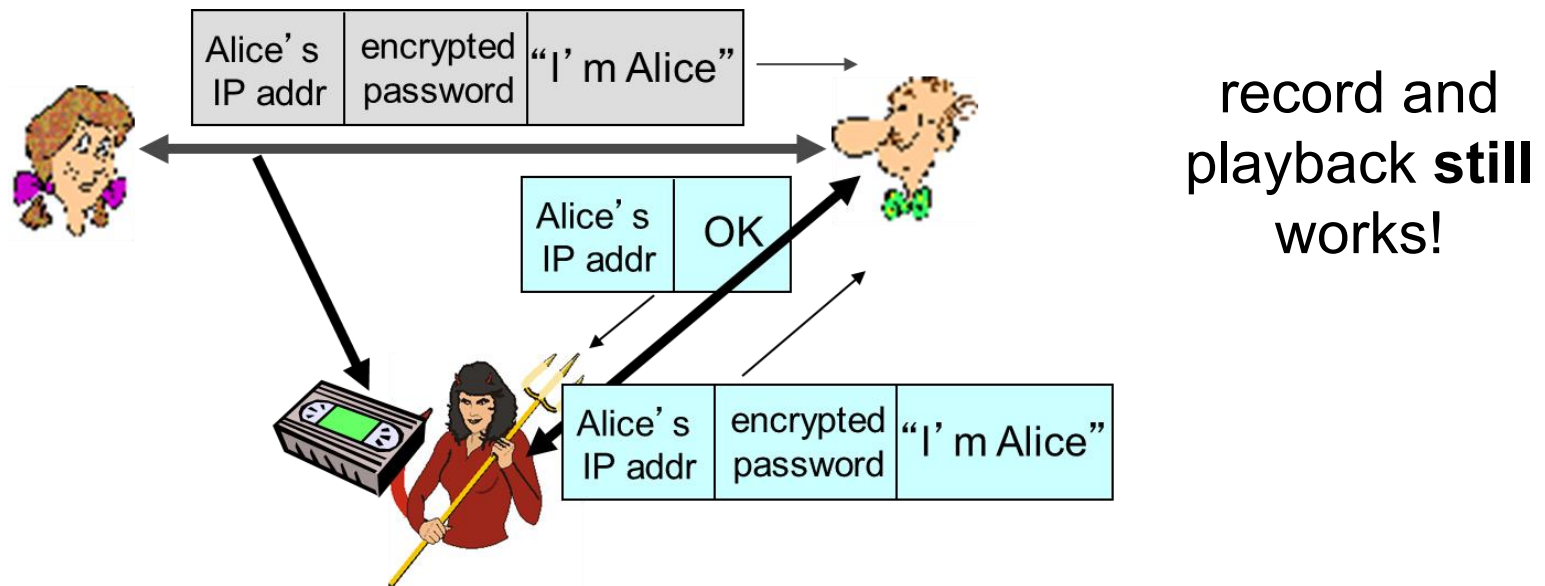 Alice’s
IP addr
encrypted
password
“I’m Alice”
record and
playback still
works!
Alice’s
IP addr
OK
Alice’s
IP addr
encrypted
password
“I’m Alice”